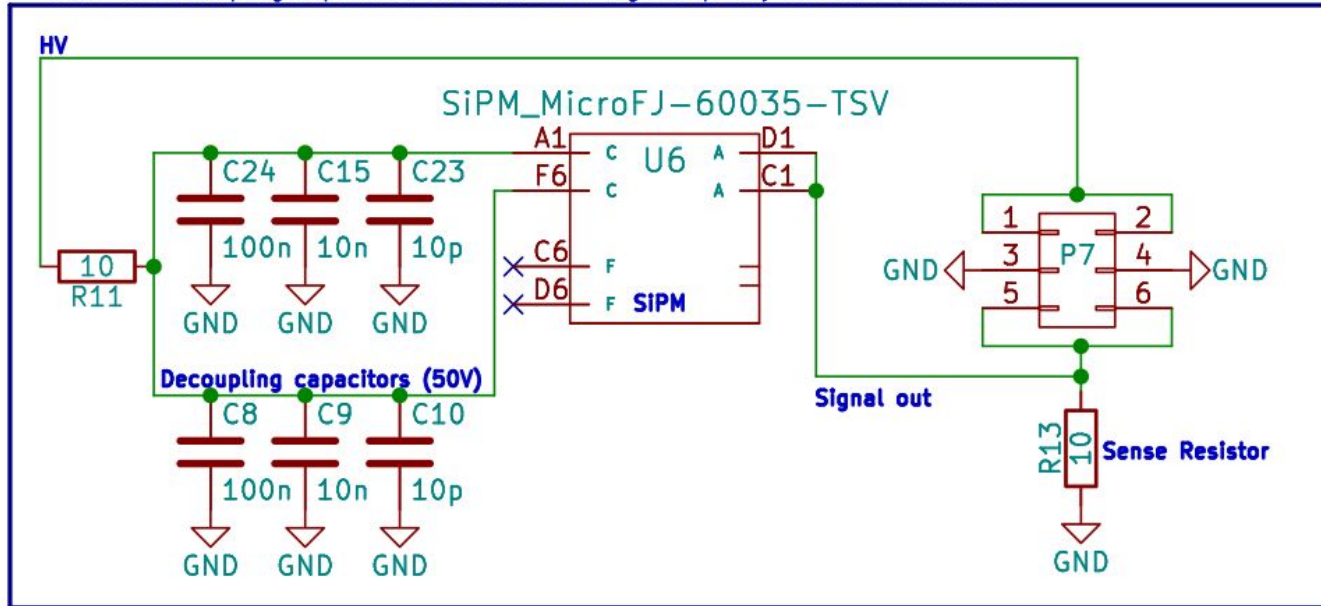 HV
SiPM_MicroFJ-60035-TSV
A1 C U6 A D1
F6 C A C1
C6 F
D6 F SiPM
C24 C15 C23
100n 10n 10p
GND GND GND
10
R11
Decoupling capacitors (50V)
C8 C9 C10
100n 10n 10p
GND GND GND
1 2
GND 3 P7 4 GND
5 6
Signal out
R13 10 Sense Resistor
GND